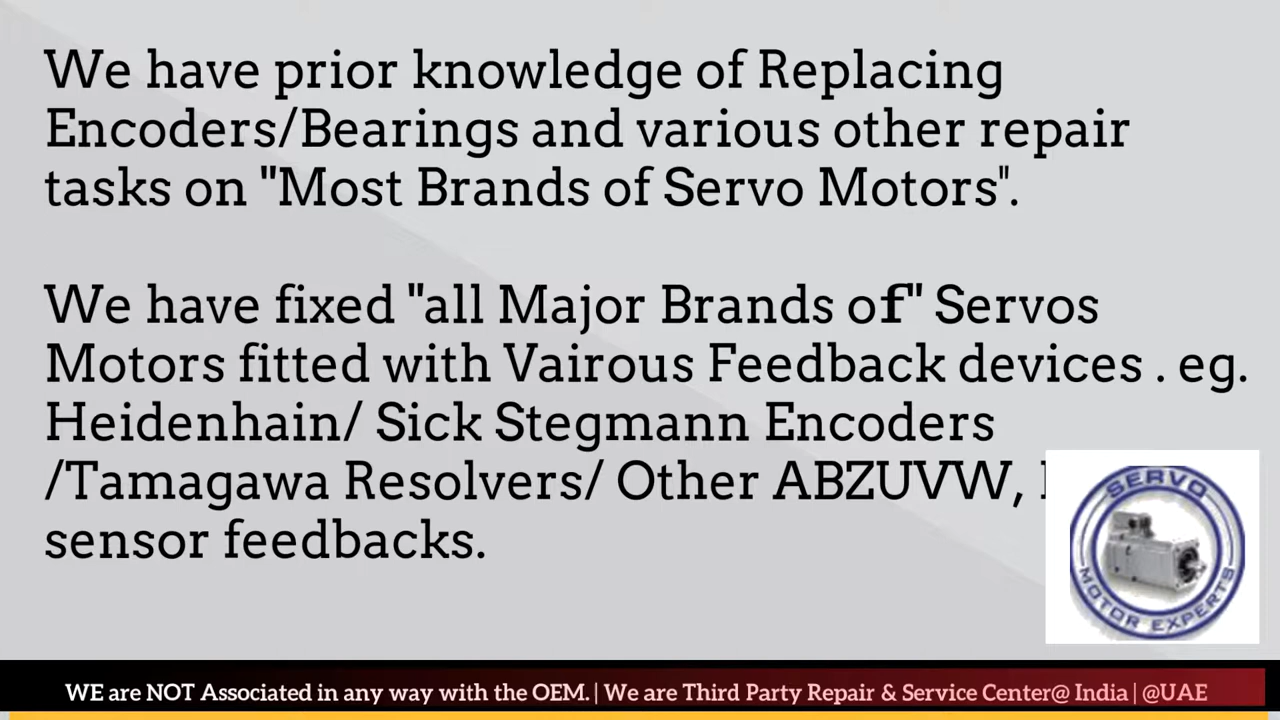 We have prior knowledge of Replacing
Encoders/Bearings and various other repair
tasks on "Most Brands of Servo Motors".
We have fixed "all Major Brands of" Servos
Motors fitted with Vairous Feedback devices . eg.
Heidenhain/ Sick Stegmann Encoders
/Tamagawa Resolvers/ Other ABZUVW,
sensor feedbacks.
SERVO
MOTOR EXPERTS
WE are NOT Associated in any way with the OEM. | We are Third Party Repair & Service Center@ India | @UAE